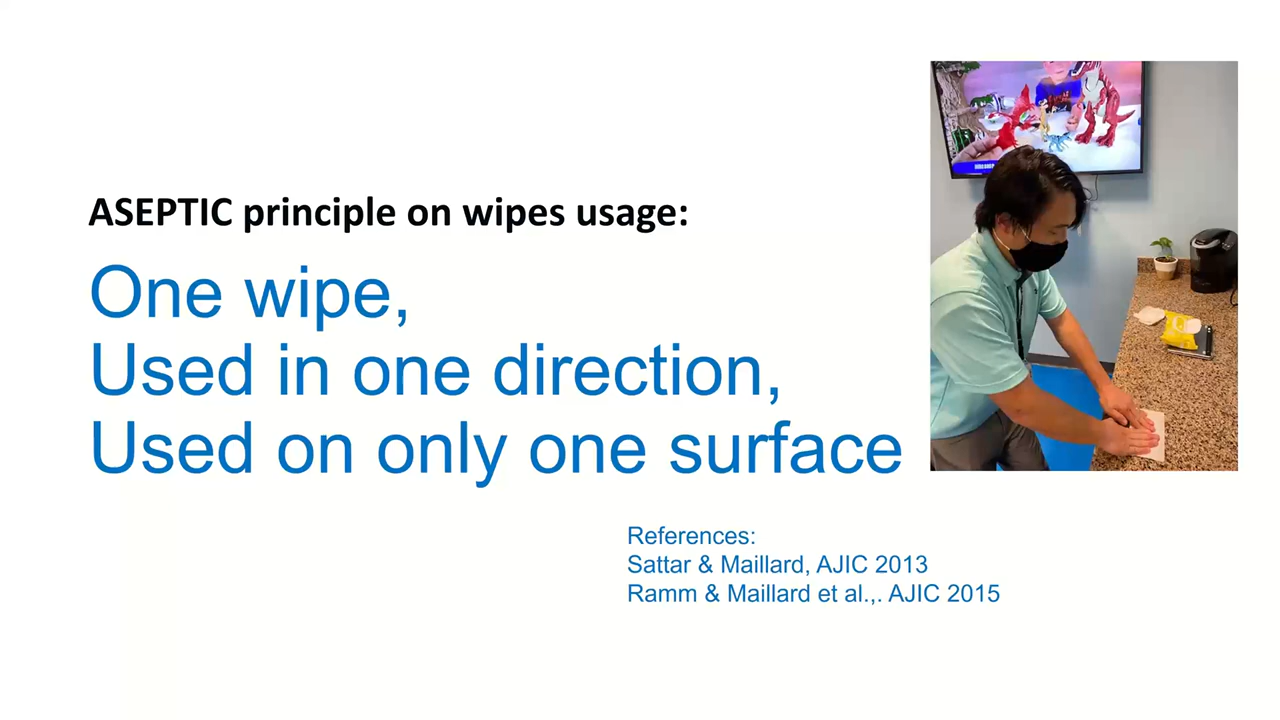 ASEPTIC principle on wipes usage:
One wipe,
Used in one direction,
Used on only one surface
References:
Sattar & Maillard, AJIC 2013
Ramm & Maillard et al.,. AJIC 2015